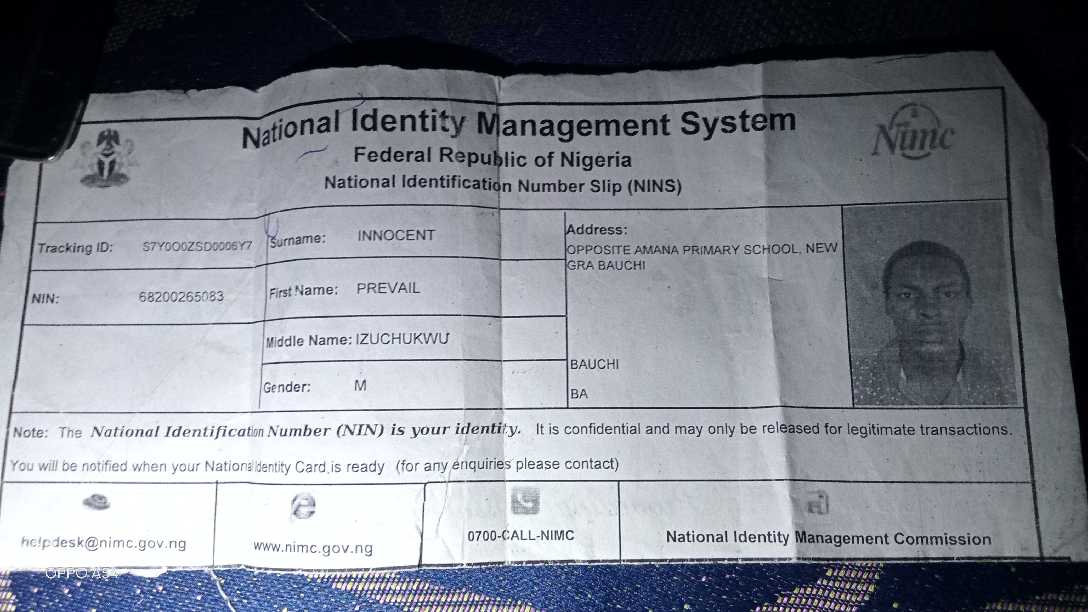 National Identity Management System
Federal Republic of Nigeria
National Identification Number Slip (NINS)
Nimc
Tracking ID: S7Y0O0ZSD0006Y7
Surname: INNOCENT
Address:
OPPOSITE AMANA PRIMARY SCHOOL, NEW
GRA BAUCHI
NIN: 68200265083
First Name: PREVAIL
Middle Name: IZUCHUKWU
BAUCHI
Gender: M
BA
Note: The National Identification Number (NIN) is your identity. It is confidential and may only be released for legitimate transactions.
You will be notified when your National Identity Card is ready (for any enquiries please contact)
helpdesk@nimc.gov.ng
www.nimc.gov.ng
0700-CALL-NIMC
National Identity Management Commission